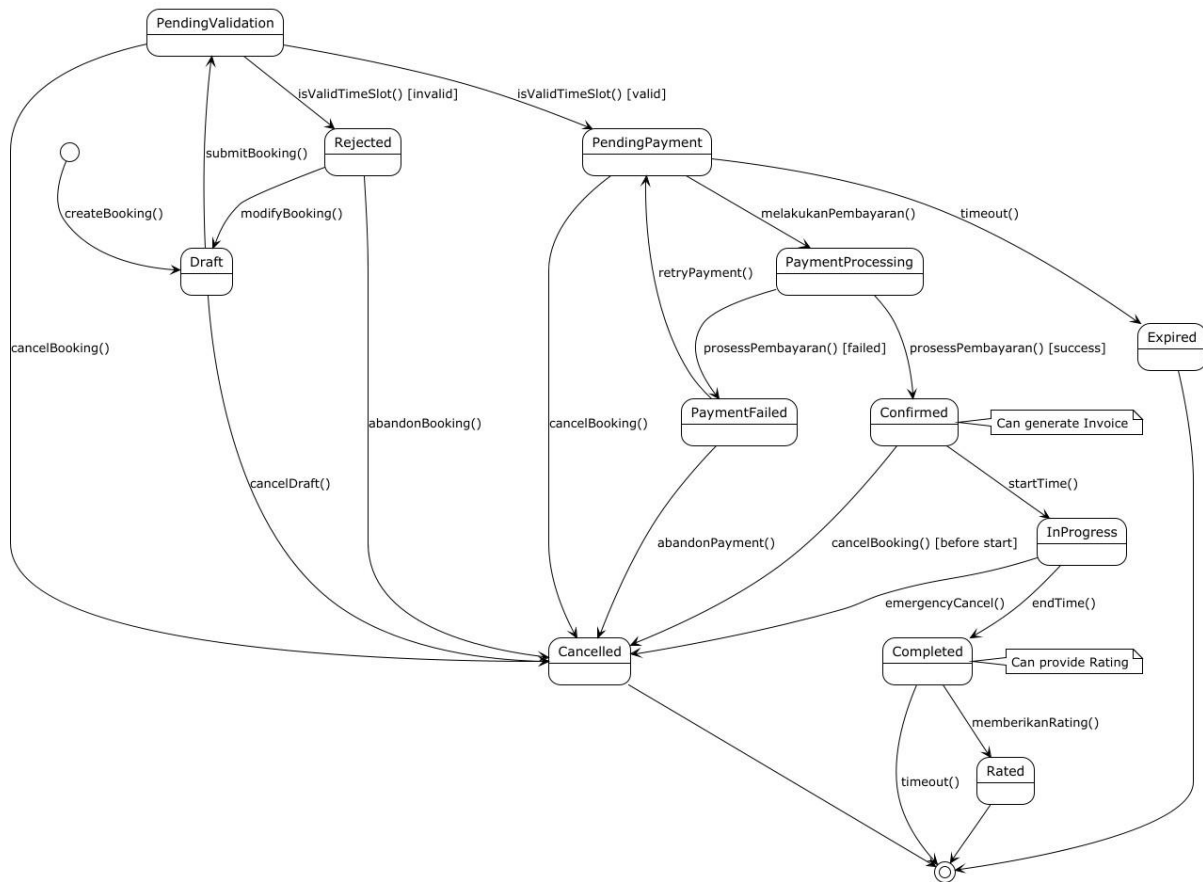 PendingValidation
isValidTimeSlot() [invalid]
isValidTimeSlot() [valid]
Rejected
PendingPayment
submitBooking()
createBooking()
modifyBooking()
melakukanPembayaran()
timeout()
Draft
PaymentProcessing
retryPayment()
Expired
cancelBooking()
prosessPembayaran() [failed]
prosessPembayaran() [success]
PaymentFailed
Confirmed
Can generate Invoice
abandonBooking()
cancelBooking()
cancelDraft()
startTime()
InProgress
abandonPayment()
cancelBooking() [before start]
emergencyCancel()
endTime()
Cancelled
Completed
Can provide Rating
memberikanRating()
Rated
timeout()